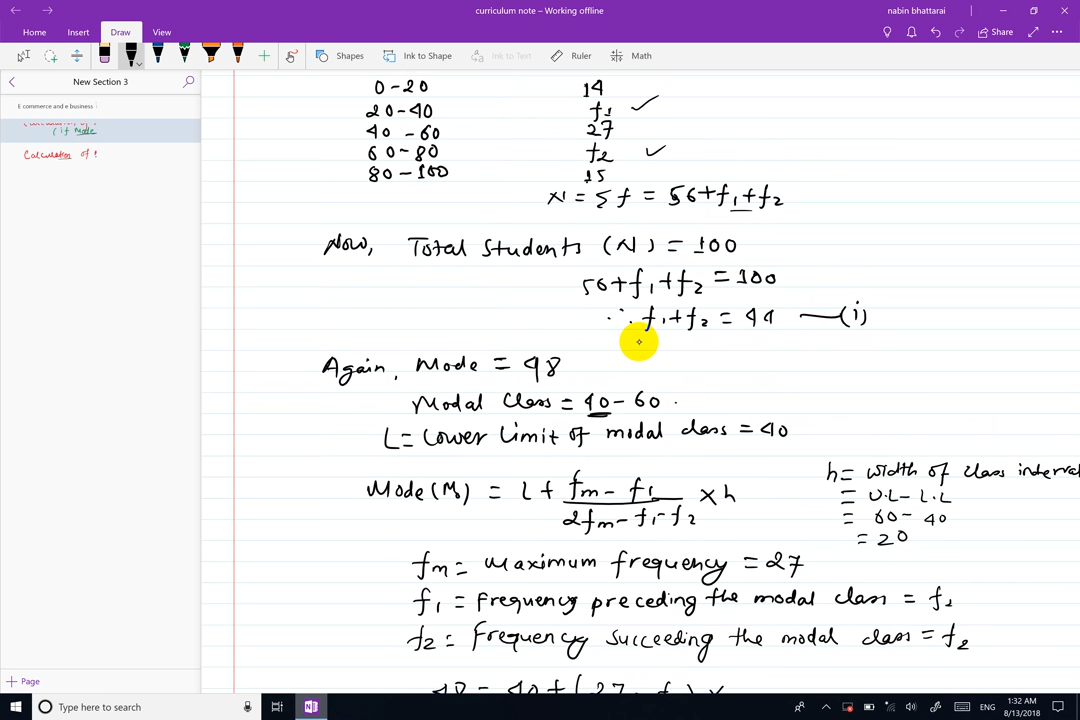 curriculum note – Working offline
nabin bhattarai
Home
Insert
Draw
View
Share
Shapes
Ink to Shape
Ink to Text
Ruler
Math
New Section 3
E commerce and e business
(if mode
Calculation of
0-20 14
20-40 f1
40-60 27
60-80 f2
80-100 15
N = Σf = 56+f1+f2
Now, Total Students (N) = 100
56+f1+f2 = 100
∴ f1+f2 = 44 —(i)
Again, Mode = 48
Modal Class = 40-60.
L = Lower Limit of modal class = 40
Mode (Mo) = L + fm - f1 / 2fm - f1 - f2 × h
h = width of class interval
= U.L - L.L
= 60 - 40
= 20
fm = maximum frequency = 27
f1 = Frequency preceding the modal class = f1
f2 = Frequency succeeding the modal class = f2
Page
Type here to search
ENG
1:32 AM
8/13/2018